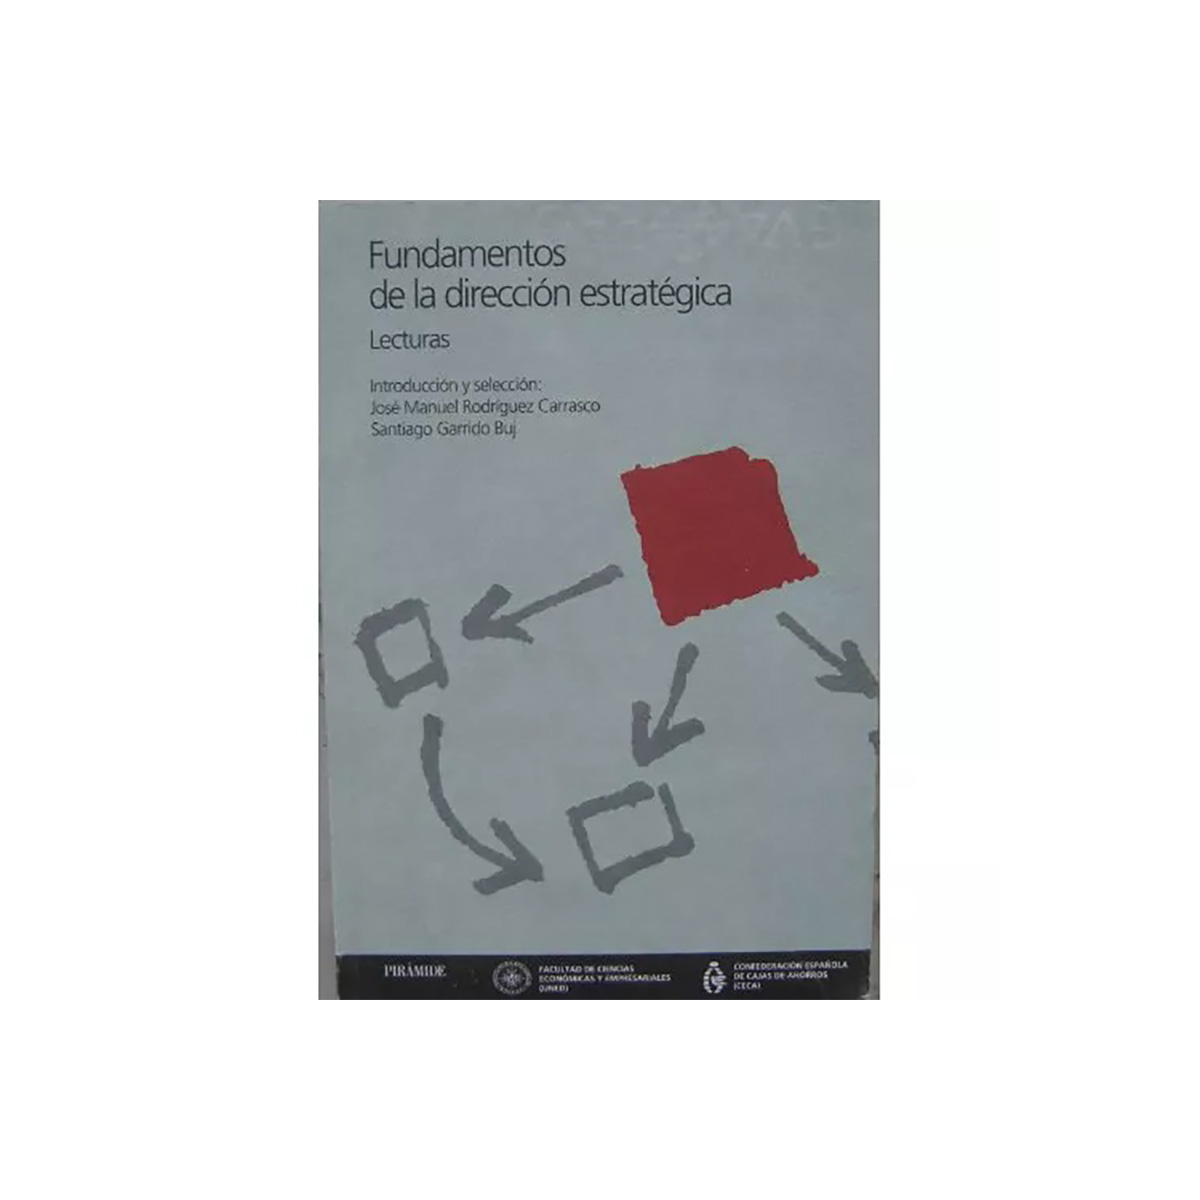 Fundamentos
de la dirección estratégica
Lecturas
Introducción y selección:
José Manuel Rodríguez Carrasco
Santiago Garrido Buj
PIRÁMIDE
FACULTAD DE CIENCIAS
ECONÓMICAS Y EMPRESARIALES
(UNED)
CONFEDERACIÓN ESPAÑOLA
DE CAJAS DE AHORROS
(CECA)